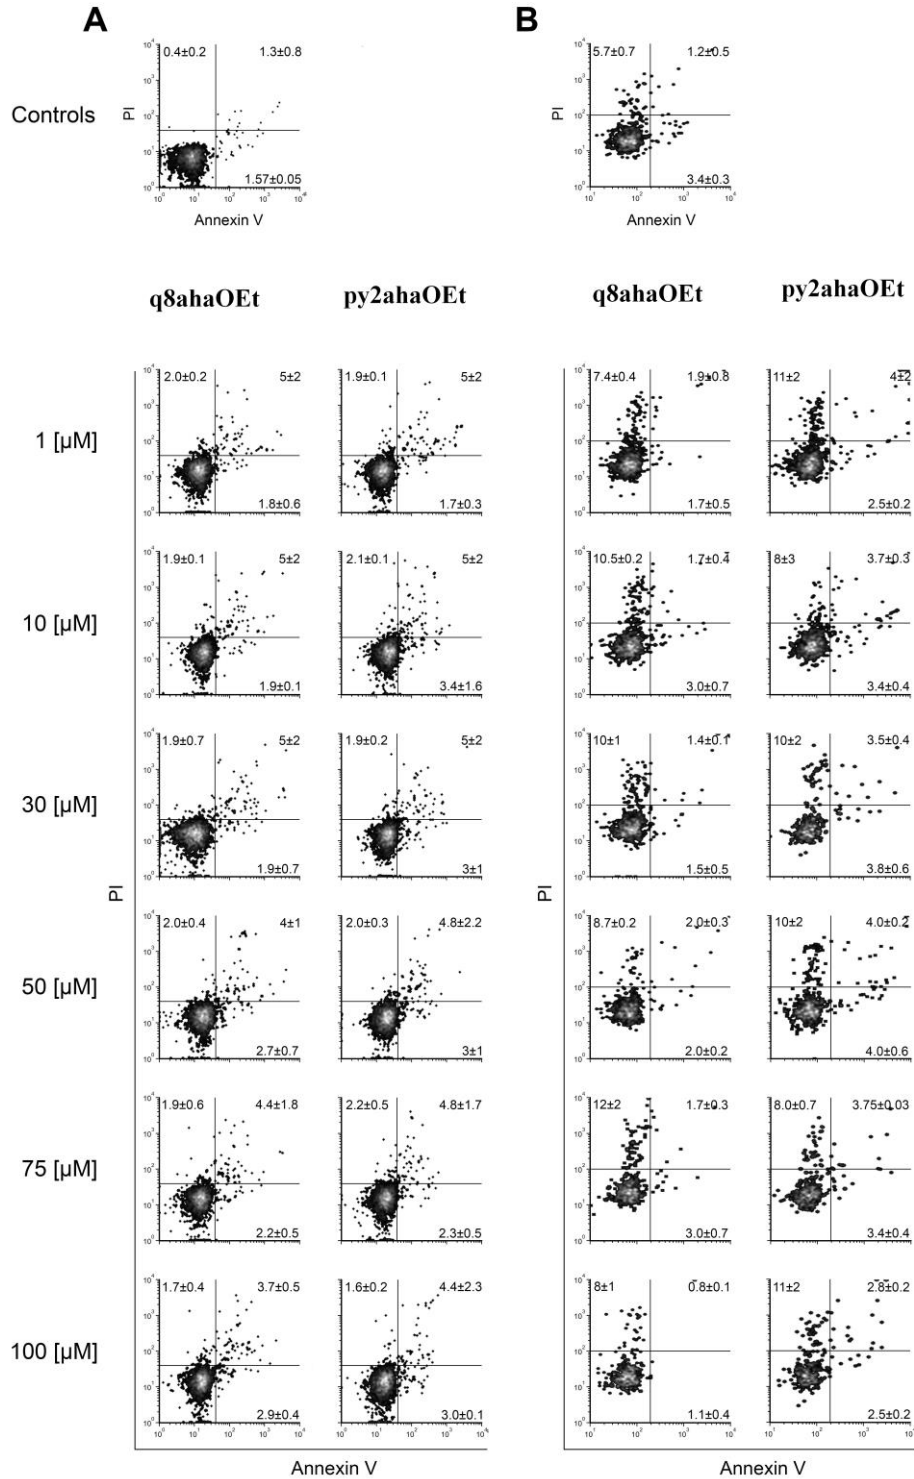 A
B
Controls
PI
0.4±0.2 1.3±0.8
1.57±0.05
Annexin V
PI
5.7±0.7 1.2±0.5
3.4±0.3
Annexin V
q8ahaOEt py2ahaOEt q8ahaOEt py2ahaOEt
1 [µM]
2.0±0.2 5±2 1.9±0.1 5±2 7.4±0.4 1.9±0.8 11±2 4±2
1.8±0.6 1.7±0.3 1.7±0.5 2.5±0.2
10 [µM]
1.9±0.1 5±2 2.1±0.1 5±2 10.5±0.2 1.7±0.4 8±3 3.7±0.3
1.9±0.1 3.4±1.6 3.0±0.7 3.4±0.4
30 [µM]
1.9±0.7 5±2 1.9±0.2 5±2 10±1 1.4±0.1 10±2 3.5±0.4
1.9±0.7 3±1 1.5±0.5 3.8±0.6
PI PI
50 [µM]
2.0±0.4 4±1 2.0±0.3 4.8±2.2 8.7±0.2 2.0±0.3 10±2 4.0±0.2
2.7±0.7 3±1 2.0±0.2 4.0±0.6
75 [µM]
1.9±0.6 4.4±1.8 2.2±0.5 4.8±1.7 12±2 1.7±0.3 8.0±0.7 3.75±0.03
2.2±0.5 2.3±0.5 3.0±0.7 3.4±0.4
100 [µM]
1.7±0.4 3.7±0.5 1.6±0.2 4.4±2.3 8±1 0.8±0.1 11±2 2.8±0.2
2.9±0.4 3.0±0.1 1.1±0.4 2.5±0.2
Annexin V Annexin V